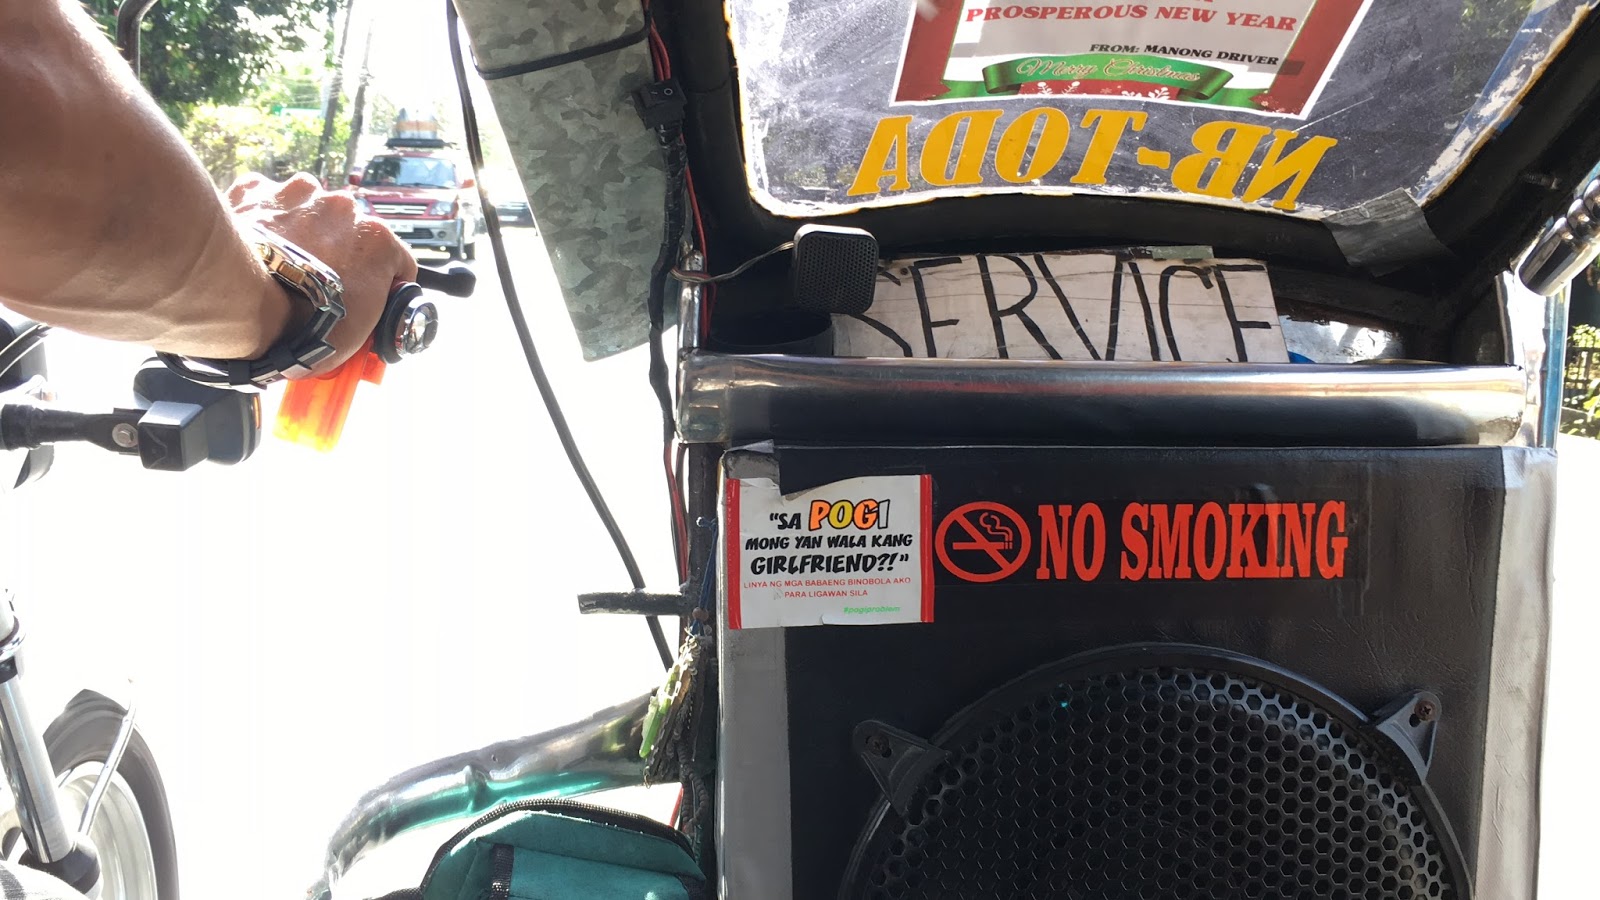 PROSPEROUS NEW YEAR
FROM: MANONG DRIVER
Merry Christmas
NB-TODA
SERVICE
"SA POGI
MONG YAN WALA KANG
GIRLFRIEND?!"
LINYA NG MGA BABAENG BINOBOLA AKO
PARA LIGAWAN SILA
#pogiproblem
NO SMOKING